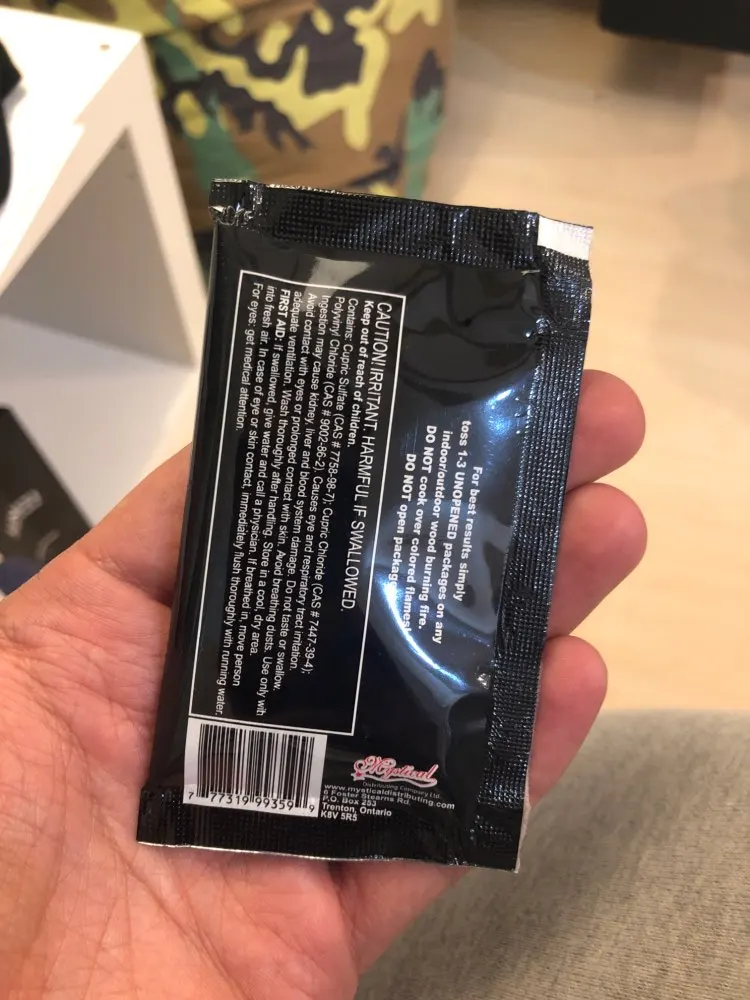 For best results simply
toss 1-3 UNOPENED packages on any
indoor/outdoor wood burning fire.
DO NOT cook over colored flames!
DO NOT open package
CAUTION! IRRITANT. HARMFUL IF SWALLOWED.
Keep out of reach of children.
Contains: Cupric Sulfate (CAS # 7758-98-7); Cupric Chloride (CAS # 7447-39-4);
Polyvinyl Chloride (CAS # 9002-86-2). Causes eye and respiratory tract irritation.
Ingestion may cause kidney, liver and blood system damage. Do not taste or swallow.
Avoid contact with eyes or prolonged contact with skin. Avoid breathing dusts. Use only with
adequate ventilation. Wash thoroughly after handling. Store in a cool, dry area.
FIRST AID: If swallowed, give water and call a physician. If breathed in, move person
into fresh air. In case of eye or skin contact, immediately flush thoroughly with running water.
For eyes: get medical attention.
Mystical
Distributing Company Ltd.
www.mysticaldistributing.com
6 Foster Stearns Rd.
P.O. Box 253
Trenton, Ontario
K8V 5R5
7 77319 99359 9